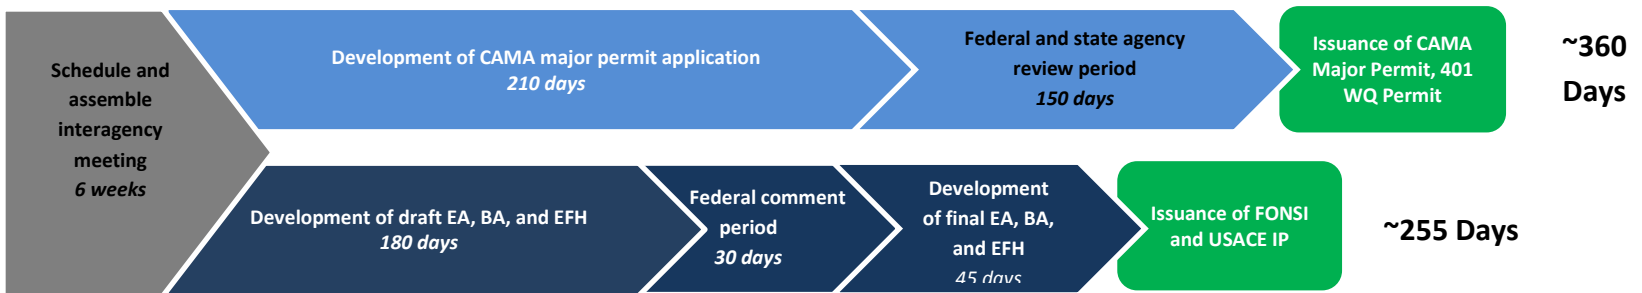 Schedule and
assemble
interagency
meeting
6 weeks
Development of CAMA major permit application
210 days
Federal and state agency
review period
150 days
Issuance of CAMA
Major Permit, 401
WQ Permit
~360
Days
Development of draft EA, BA, and EFH
180 days
Federal comment
period
30 days
Development
of final EA, BA,
and EFH
45 days
Issuance of FONSI
and USACE IP
~255 Days